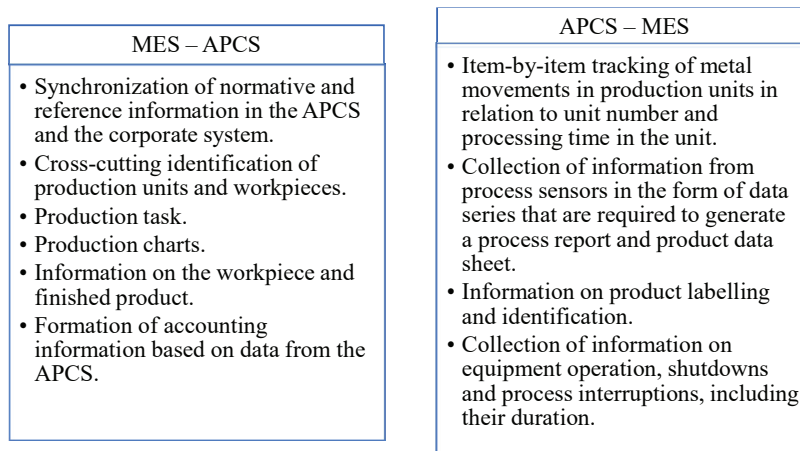 MES – APCS
• Synchronization of normative and
reference information in the APCS
and the corporate system.
• Cross-cutting identification of
production units and workpieces.
• Production task.
• Production charts.
• Information on the workpiece and
finished product.
• Formation of accounting
information based on data from the
APCS.
APCS – MES
• Item-by-item tracking of metal
movements in production units in
relation to unit number and
processing time in the unit.
• Collection of information from
process sensors in the form of data
series that are required to generate
a process report and product data
sheet.
• Information on product labelling
and identification.
• Collection of information on
equipment operation, shutdowns
and process interruptions, including
their duration.